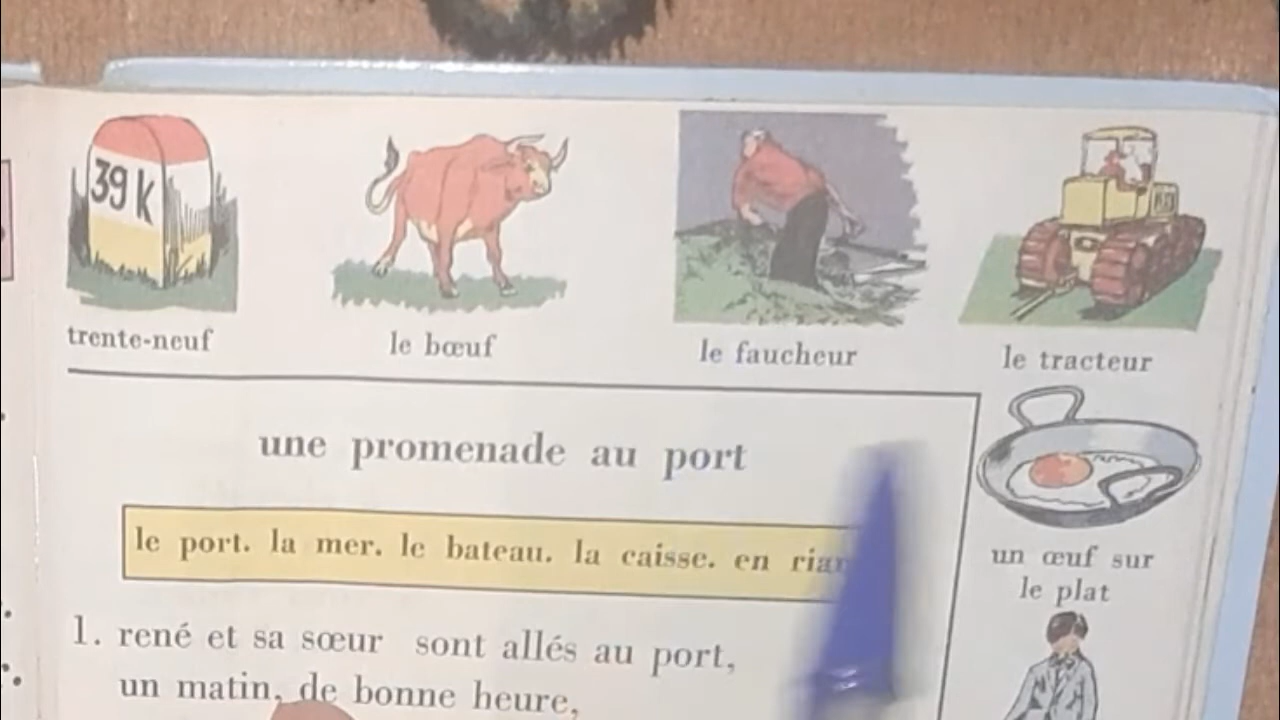 39 k
trente-neuf
le bœuf
le faucheur
le tracteur
une promenade au port
le port. la mer. le bateau. la caisse. en
un œuf sur
le plat
1. rené et sa sœur sont allés au port,
un matin, de bonne heure,